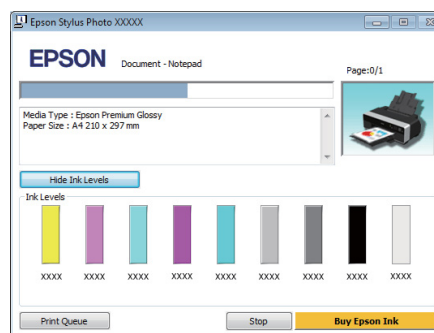 Epson Stylus Photo XXXXX
EPSON
Document - Notepad
Page:0/1
Media Type : Epson Premium Glossy
Paper Size : A4 210 x 297 mm
Hide Ink Levels
Ink Levels
XXXX XXXX XXXX XXXX XXXX XXXX XXXX XXXX XXXX
Print Queue
Stop
Buy Epson Ink